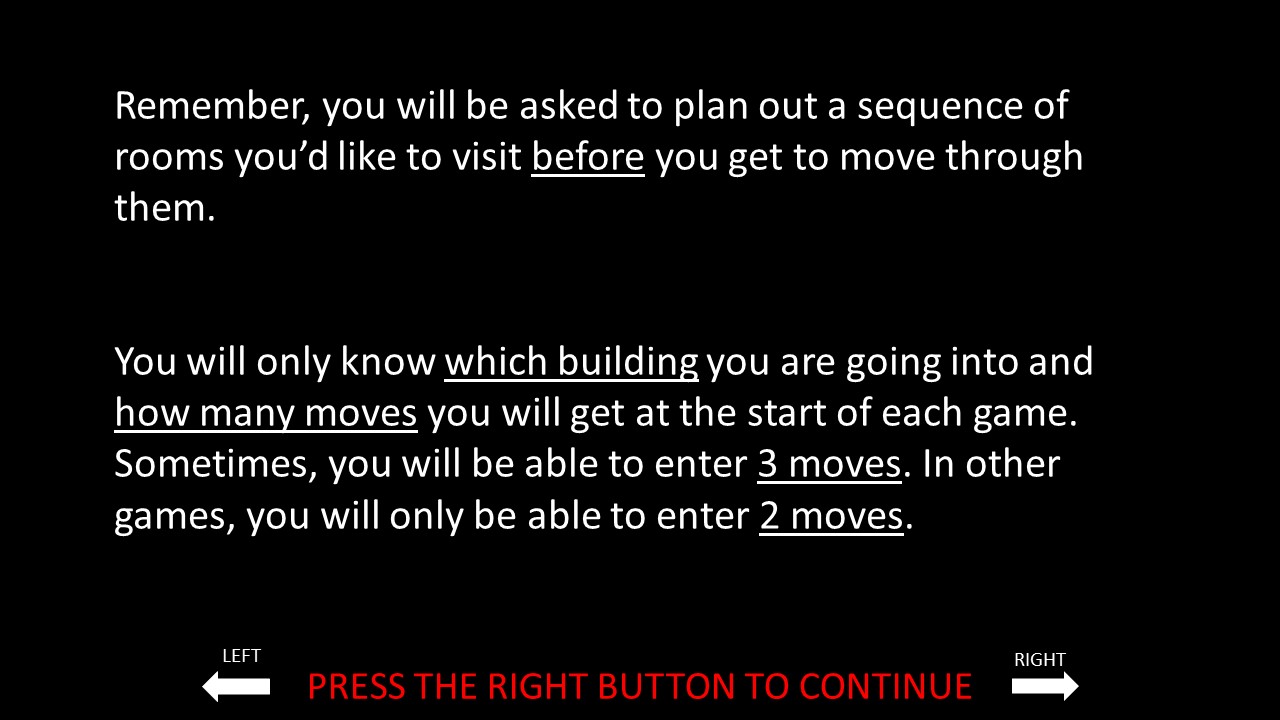 Remember, you will be asked to plan out a sequence of
rooms you’d like to visit before you get to move through
them.
You will only know which building you are going into and
how many moves you will get at the start of each game.
Sometimes, you will be able to enter 3 moves. In other
games, you will only be able to enter 2 moves.
LEFT
RIGHT
PRESS THE RIGHT BUTTON TO CONTINUE